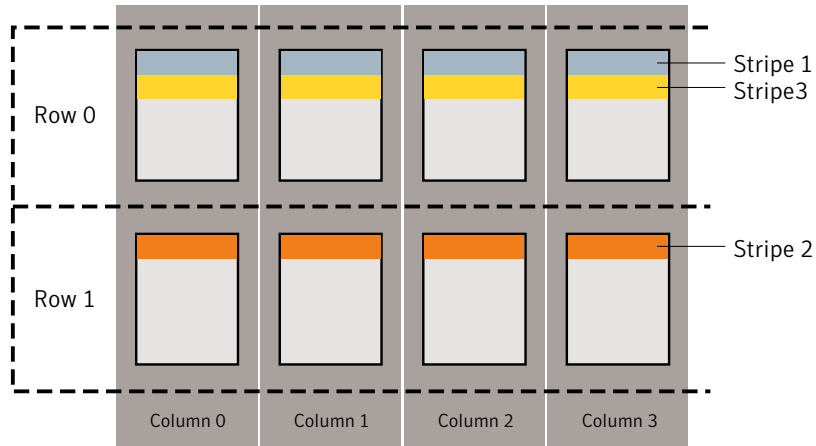 Stripe 1
Stripe3
Row 0
Stripe 2
Row 1
Column 0
Column 1
Column 2
Column 3